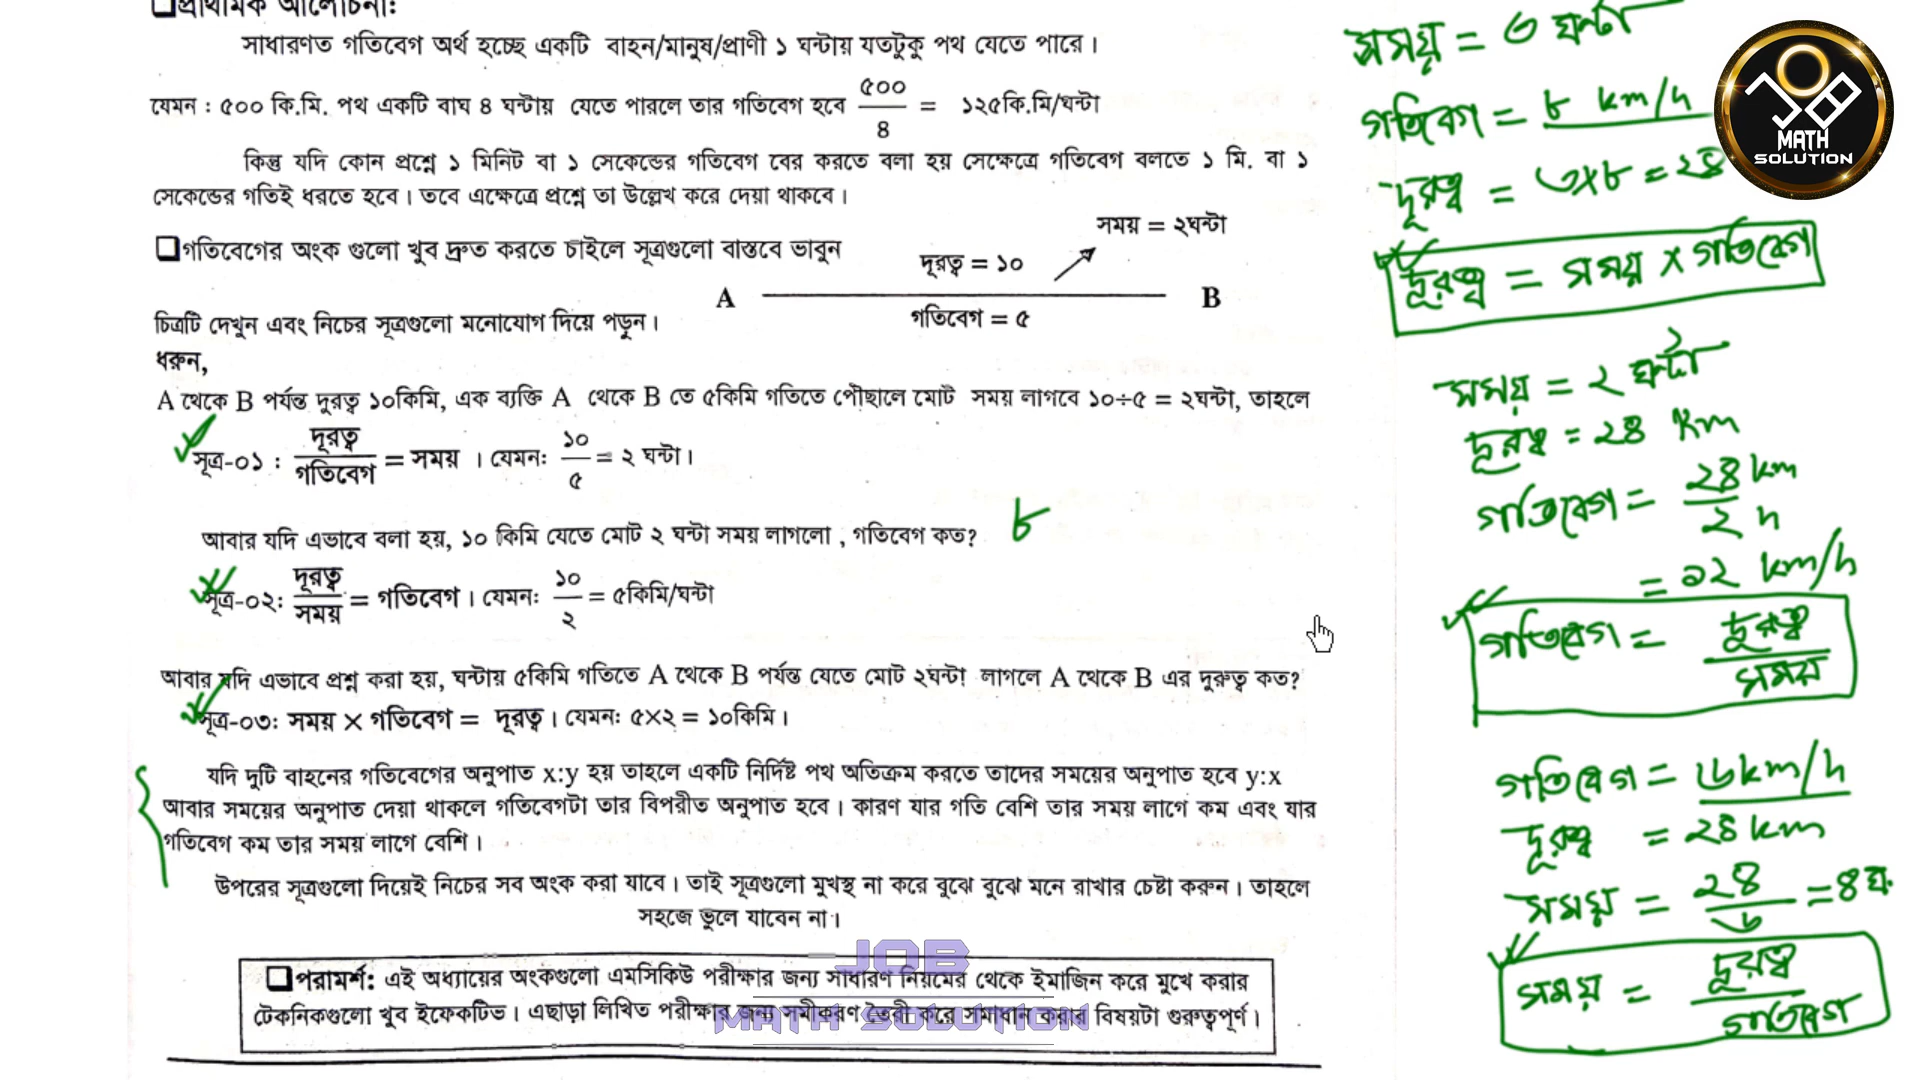 ❑প্রাথমিক আলোচনা:
সাধারণত গতিবেগ অর্থ হচ্ছে একটি বাহন/মানুষ/প্রাণী ১ ঘন্টায় যতটুকু পথ যেতে পারে।
যেমন : ৫০০ কি.মি. পথ একটি বাঘ ৪ ঘন্টায় যেতে পারলে তার গতিবেগ হবে ৫০০/৪ = ১২৫কি.মি/ঘন্টা
কিন্তু যদি কোন প্রশ্নে ১ মিনিট বা ১ সেকেন্ডের গতিবেগ বের করতে বলা হয় সেক্ষেত্রে গতিবেগ বলতে ১ মি. বা ১
সেকেন্ডের গতিই ধরতে হবে। তবে এক্ষেত্রে প্রশ্নে তা উল্লেখ করে দেয়া থাকবে।
❑গতিবেগের অংক গুলো খুব দ্রুত করতে চাইলে সূত্রগুলো বাস্তবে ভাবুন
সময় = ২ঘন্টা
দূরত্ব = ১০
A B
গতিবেগ = ৫
চিত্রটি দেখুন এবং নিচের সূত্রগুলো মনোযোগ দিয়ে পড়ুন।
ধরুন,
A থেকে B পর্যন্ত দুরত্ব ১০কিমি, এক ব্যক্তি A থেকে B তে ৫কিমি গতিতে পৌছালে মোট সময় লাগবে ১০÷৫ = ২ঘন্টা, তাহলে
সূত্র-০১ : দূরত্ব/গতিবেগ = সময় । যেমনঃ ১০/৫ = ২ ঘন্টা।
আবার যদি এভাবে বলা হয়, ১০ কিমি যেতে মোট ২ ঘন্টা সময় লাগলো , গতিবেগ কত?
৮
সূত্র-০২: দূরত্ব/সময় = গতিবেগ । যেমনঃ ১০/২ = ৫কিমি/ঘন্টা
আবার যদি এভাবে প্রশ্ন করা হয়, ঘন্টায় ৫কিমি গতিতে A থেকে B পর্যন্ত যেতে মোট ২ঘন্টা লাগলে A থেকে B এর দুরুত্ব কত?
সূত্র-০৩: সময় × গতিবেগ = দূরত্ব। যেমনঃ ৫×২ = ১০কিমি।
যদি দুটি বাহনের গতিবেগের অনুপাত x:y হয় তাহলে একটি নির্দিষ্ট পথ অতিক্রম করতে তাদের সময়ের অনুপাত হবে y:x
আবার সময়ের অনুপাত দেয়া থাকলে গতিবেগটা তার বিপরীত অনুপাত হবে। কারণ যার গতি বেশি তার সময় লাগে কম এবং যার
গতিবেগ কম তার সময় লাগে বেশি।
উপরের সূত্রগুলো দিয়েই নিচের সব অংক করা যাবে। তাই সূত্রগুলো মুখস্থ না করে বুঝে বুঝে মনে রাখার চেষ্টা করুন। তাহলে
সহজে ভুলে যাবেন না।
❑পরামর্শ: এই অধ্যায়ের অংকগুলো এমসিকিউ পরীক্ষার জন্য সাধারণ নিয়মের থেকে ইমাজিন করে মুখে করার
টেকনিকগুলো খুব ইফেকটিভ। এছাড়া লিখিত পরীক্ষার জন্য সমীকরণ তৈরী করে সমাধান করার বিষয়টা গুরুত্বপূর্ণ।
JOB
MATH SOLUTION
সময় = ৩ ঘন্টা
গতিবেগ = ৮ km/h
দূরত্ব = ৩×৮ = ২৪
দূরত্ব = সময় × গতিবেগ
সময় = ২ ঘন্টা
দূরত্ব = ২৪ km
গতিবেগ = ২৪ km/২ h
= ১২ km/h
গতিবেগ = দূরত্ব/সময়
গতিবেগ = ৬km/h
দূরত্ব = ২৪ km
সময় = ২৪/৬ = ৪ ঘ.
সময় = দূরত্ব/গতিবেগ
JOB
MATH
SOLUTION